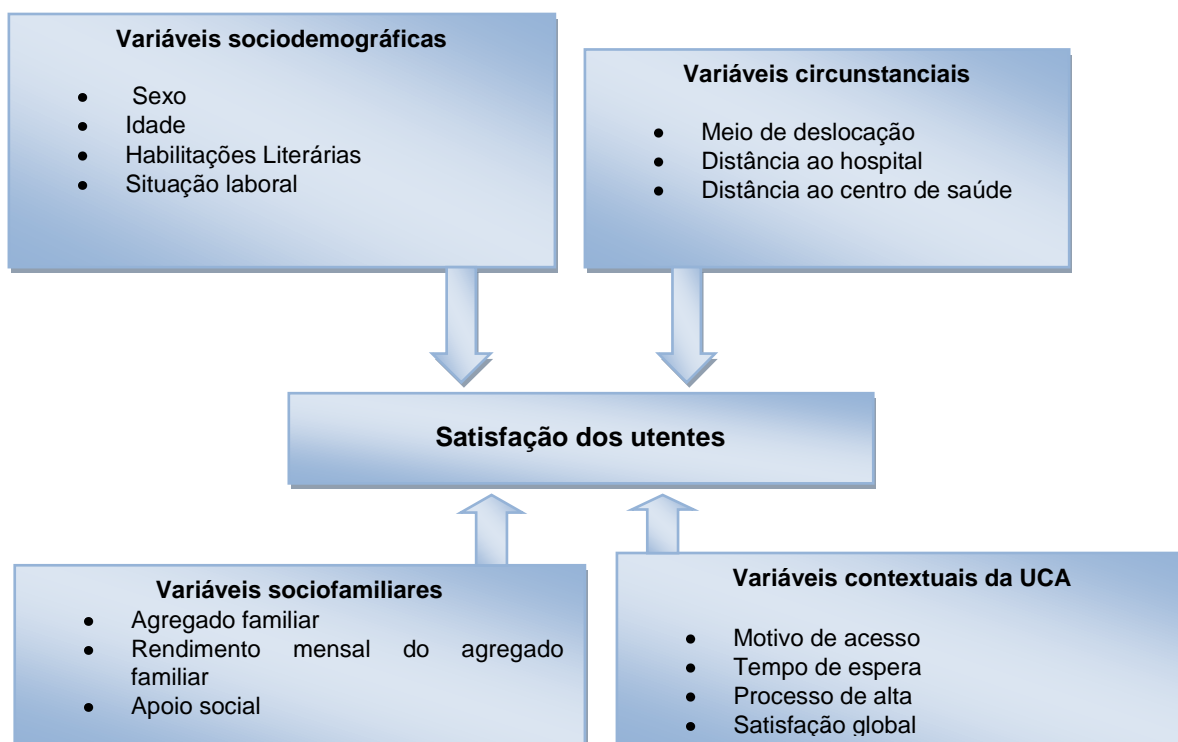 Variáveis sociodemográficas
• Sexo
• Idade
• Habilitações Literárias
• Situação laboral
Variáveis circunstanciais
• Meio de deslocação
• Distância ao hospital
• Distância ao centro de saúde
Satisfação dos utentes
Variáveis sociofamiliares
• Agregado familiar
• Rendimento mensal do agregado
familiar
• Apoio social
Variáveis contextuais da UCA
• Motivo de acesso
• Tempo de espera
• Processo de alta
• Satisfação global